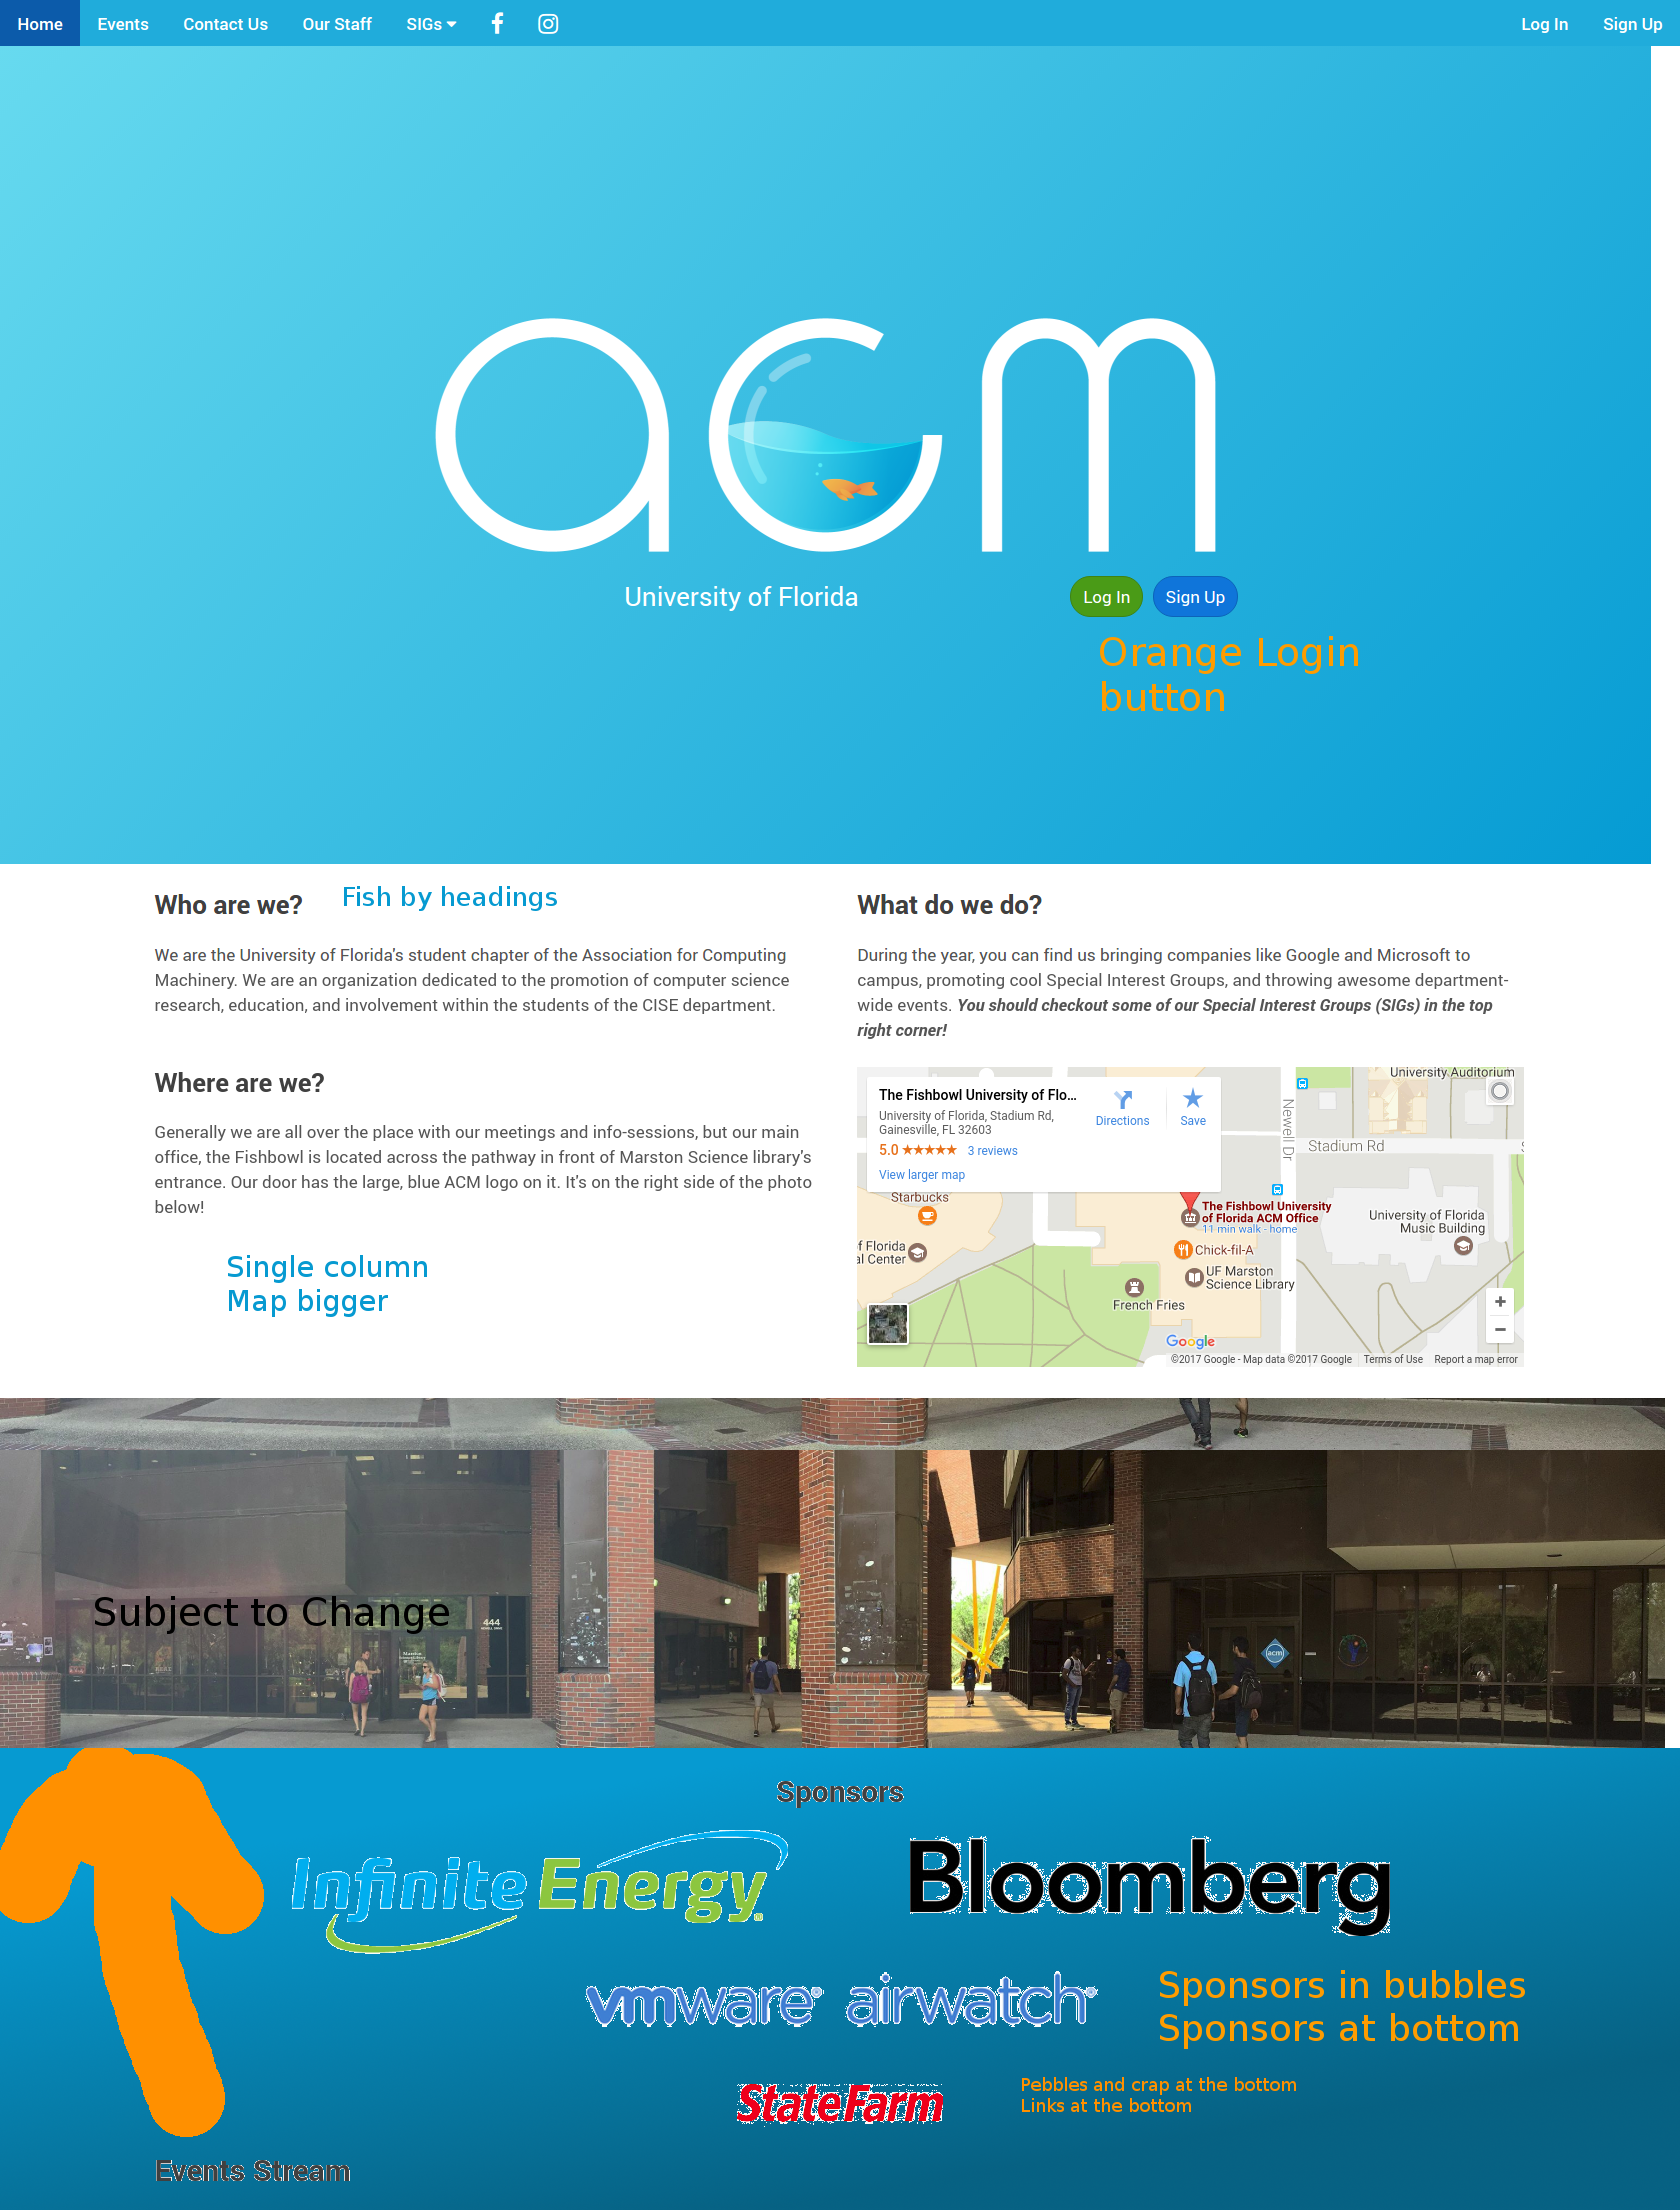 Home Events Contact Us Our Staff SIGs Log In Sign Up
acm
University of Florida Log In Sign Up
Orange Login
button
Who are we? Fish by headings
We are the University of Florida's student chapter of the Association for Computing
Machinery. We are an organization dedicated to the promotion of computer science
research, education, and involvement within the students of the CISE department.
What do we do?
During the year, you can find us bringing companies like Google and Microsoft to
campus, promoting cool Special Interest Groups, and throwing awesome department-
wide events. You should checkout some of our Special Interest Groups (SIGs) in the top
right corner!
Where are we?
Generally we are all over the place with our meetings and info-sessions, but our main
office, the Fishbowl is located across the pathway in front of Marston Science library's
entrance. Our door has the large, blue ACM logo on it. It's on the right side of the photo
below!
Single column
Map bigger
The Fishbowl University of Flo...
University of Florida, Stadium Rd,
Gainesville, FL 32603
5.0 3 reviews
View larger map
Directions
Save
University Auditorium
Newell Dr
Stadium Rd
Starbucks
The Fishbowl University
of Florida ACM Office
11 min walk - home
University of Florida
Music Building
f Florida
al Center
Chick-fil-A
UF Marston
Science Library
French Fries
+
−
Google
©2017 Google - Map data ©2017 Google Terms of Use Report a map error
Subject to Change
444
acm
Sponsors
Infinite Energy
Bloomberg
vmware® airwatch®
Sponsors in bubbles
Sponsors at bottom
StateFarm
Pebbles and crap at the bottom
Links at the bottom
Events Stream